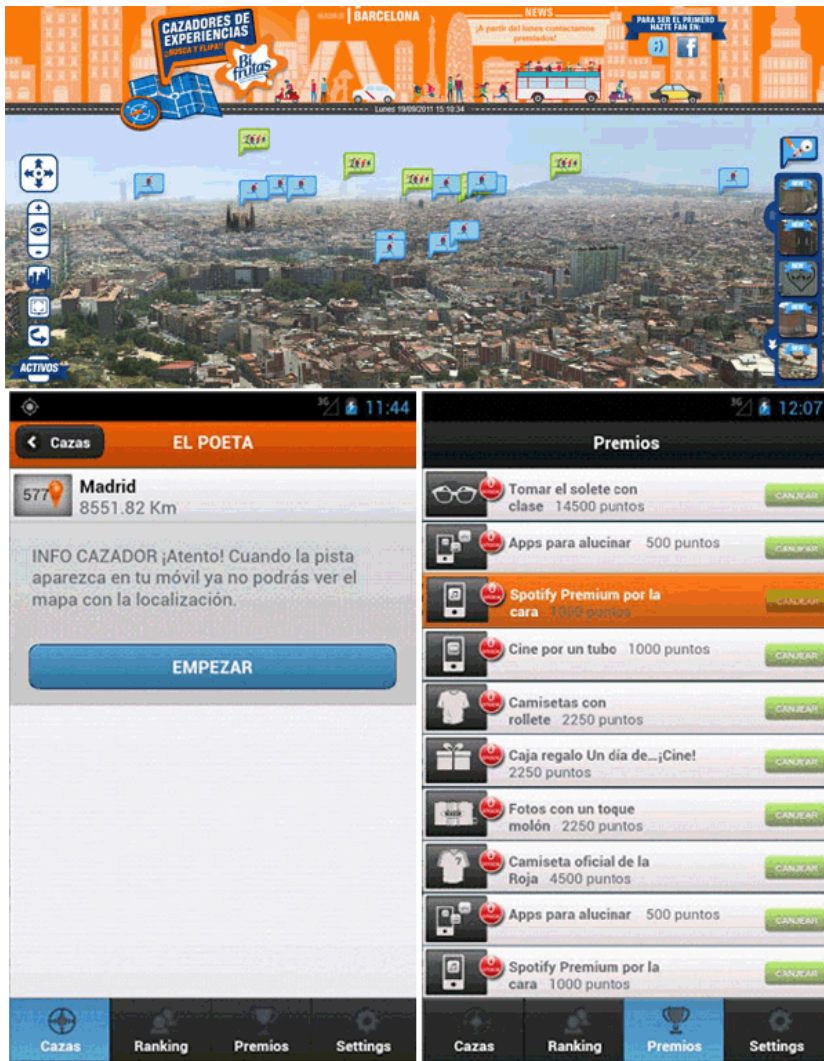 CAZADORES DE
EXPERIENCIAS
¡¡BUSCA Y FLIPA!!
Bi
frutas
BARCELONA
NEWS
¡A partir del lunes contactamos
premiados!
PARA SER EL PRIMERO
HAZTE FAN EN:
;)
f
Lunes 19/09/2011 15:10:34
+
-
ACTIVOS
NEW
NEW
NEW
NEW
NEW
3G 11:44
Cazas
EL POETA
577
Madrid
8551.82 Km
INFO CAZADOR ¡Atento! Cuando la pista
aparezca en tu móvil ya no podrás ver el
mapa con la localización.
EMPEZAR
Cazas
Ranking
Premios
Settings
3G 12:07
Premios
Tomar el solete con
clase 14500 puntos
CANJEAR
Apps para alucinar 500 puntos
CANJEAR
Spotify Premium por la
cara 1000 puntos
CANJEAR
Cine por un tubo 1000 puntos
CANJEAR
Camisetas con
rollete 2250 puntos
CANJEAR
Caja regalo Un día de...¡Cine!
2250 puntos
CANJEAR
Fotos con un toque
molón 2250 puntos
CANJEAR
Camiseta oficial de la
Roja 4500 puntos
CANJEAR
Apps para alucinar 500 puntos
CANJEAR
Spotify Premium por la
cara 1000 puntos
CANJEAR
Cazas
Ranking
Premios
Settings